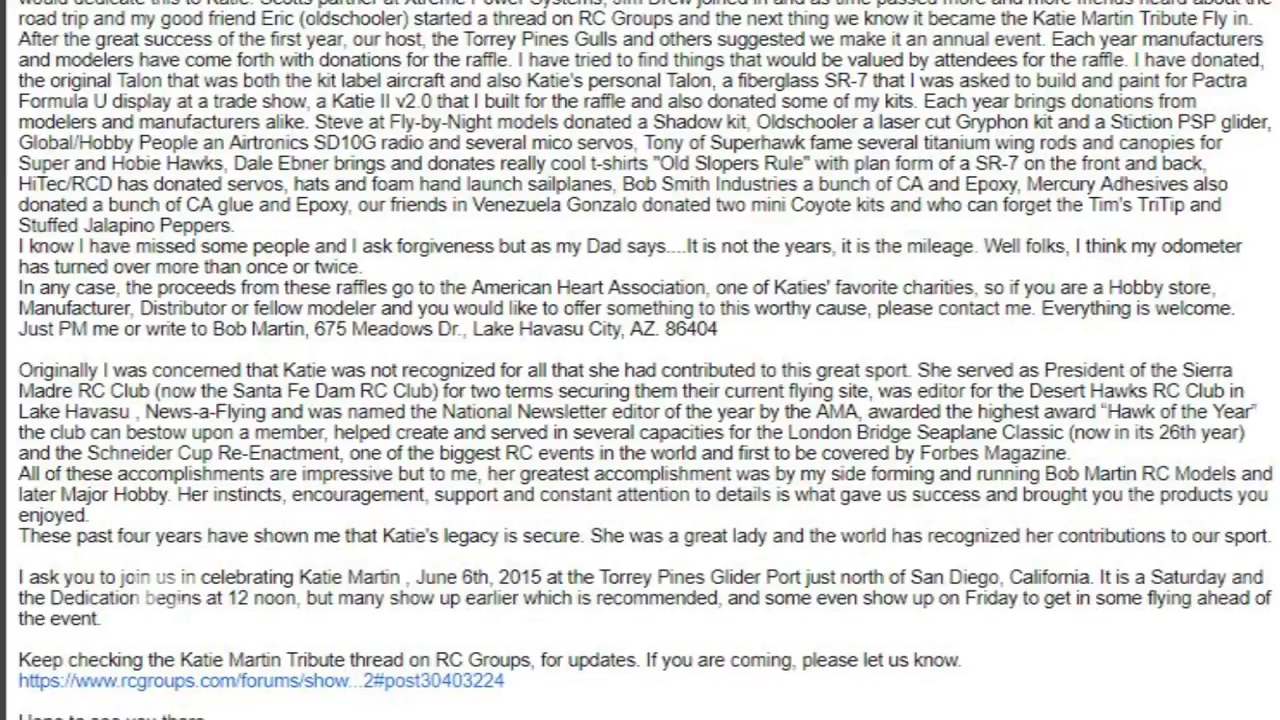 would dedicate this to Katie. Scotts partner at Xtreme Power Systems, Jim Drew joined in and as time passed more and more friends heard about the
road trip and my good friend Eric (oldschooler) started a thread on RC Groups and the next thing we know it became the Katie Martin Tribute Fly in.
After the great success of the first year, our host, the Torrey Pines Gulls and others suggested we make it an annual event. Each year manufacturers
and modelers have come forth with donations for the raffle. I have tried to find things that would be valued by attendees for the raffle. I have donated,
the original Talon that was both the kit label aircraft and also Katie's personal Talon, a fiberglass SR-7 that I was asked to build and paint for Pactra
Formula U display at a trade show, a Katie II v2.0 that I built for the raffle and also donated some of my kits. Each year brings donations from
modelers and manufacturers alike. Steve at Fly-by-Night models donated a Shadow kit, Oldschooler a laser cut Gryphon kit and a Stiction PSP glider,
Global/Hobby People an Airtronics SD10G radio and several mico servos, Tony of Superhawk fame several titanium wing rods and canopies for
Super and Hobie Hawks, Dale Ebner brings and donates really cool t-shirts "Old Slopers Rule" with plan form of a SR-7 on the front and back,
HiTec/RCD has donated servos, hats and foam hand launch sailplanes, Bob Smith Industries a bunch of CA and Epoxy, Mercury Adhesives also
donated a bunch of CA glue and Epoxy, our friends in Venezuela Gonzalo donated two mini Coyote kits and who can forget the Tim's TriTip and
Stuffed Jalapino Peppers.
I know I have missed some people and I ask forgiveness but as my Dad says....It is not the years, it is the mileage. Well folks, I think my odometer
has turned over more than once or twice.
In any case, the proceeds from these raffles go to the American Heart Association, one of Katies' favorite charities, so if you are a Hobby store,
Manufacturer, Distributor or fellow modeler and you would like to offer something to this worthy cause, please contact me. Everything is welcome.
Just PM me or write to Bob Martin, 675 Meadows Dr., Lake Havasu City, AZ. 86404
Originally I was concerned that Katie was not recognized for all that she had contributed to this great sport. She served as President of the Sierra
Madre RC Club (now the Santa Fe Dam RC Club) for two terms securing them their current flying site, was editor for the Desert Hawks RC Club in
Lake Havasu , News-a-Flying and was named the National Newsletter editor of the year by the AMA, awarded the highest award “Hawk of the Year”
the club can bestow upon a member, helped create and served in several capacities for the London Bridge Seaplane Classic (now in its 26th year)
and the Schneider Cup Re-Enactment, one of the biggest RC events in the world and first to be covered by Forbes Magazine.
All of these accomplishments are impressive but to me, her greatest accomplishment was by my side forming and running Bob Martin RC Models and
later Major Hobby. Her instincts, encouragement, support and constant attention to details is what gave us success and brought you the products you
enjoyed.
These past four years have shown me that Katie's legacy is secure. She was a great lady and the world has recognized her contributions to our sport.
I ask you to join us in celebrating Katie Martin , June 6th, 2015 at the Torrey Pines Glider Port just north of San Diego, California. It is a Saturday and
the Dedication begins at 12 noon, but many show up earlier which is recommended, and some even show up on Friday to get in some flying ahead of
the event.
Keep checking the Katie Martin Tribute thread on RC Groups, for updates. If you are coming, please let us know.
https://www.rcgroups.com/forums/show...2#post30403224
Hope to see you there